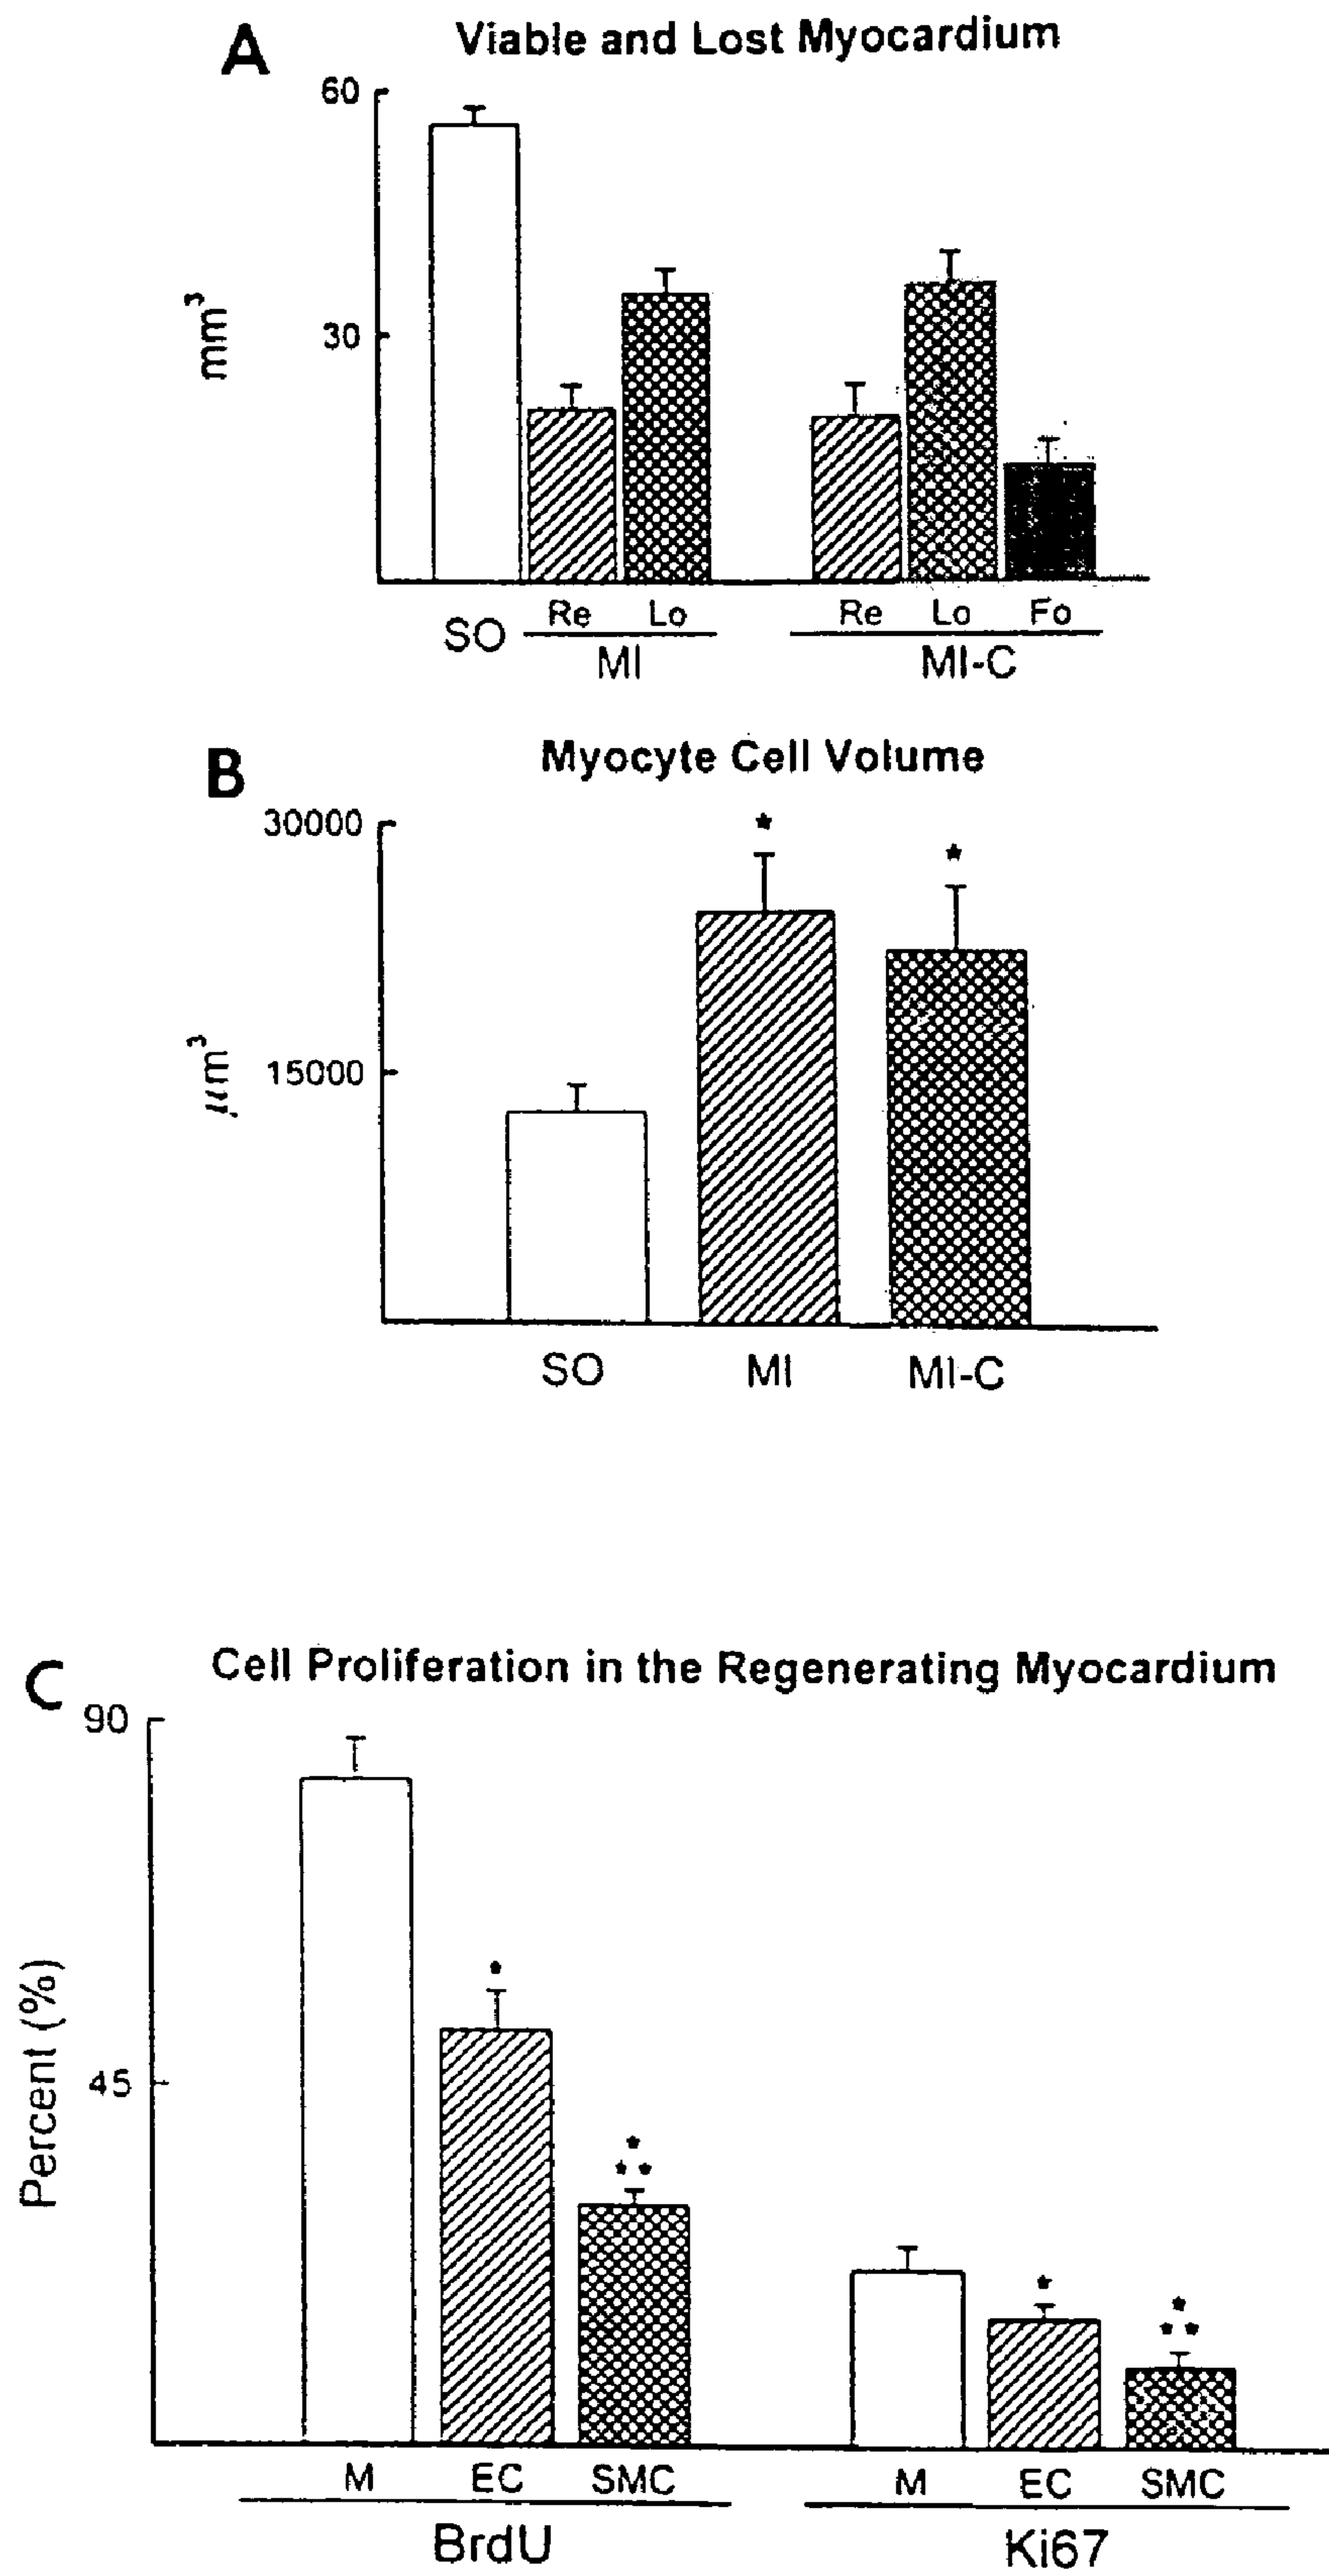 A
Viable and Lost Myocardium
60
30
mm³
Re Lo Re Lo Fo
SO MI MI-C
B
Myocyte Cell Volume
30000
*
*
15000
μm³
SO MI MI-C
C
Cell Proliferation in the Regenerating Myocardium
90
45
Percent (%)
*
*
* *
*
*
* *
M EC SMC M EC SMC
BrdU Ki67